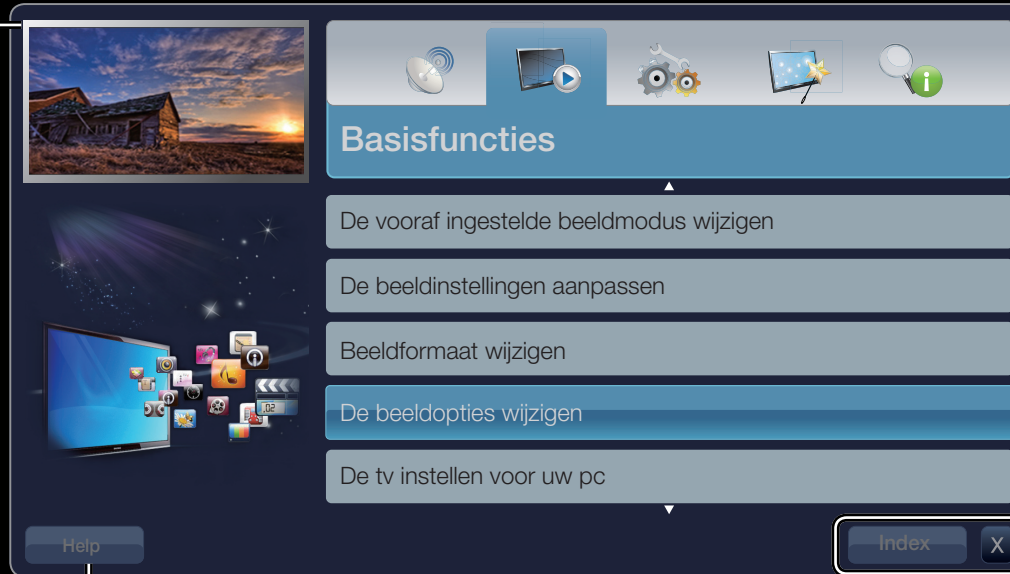 Basisfuncties
De vooraf ingestelde beeldmodus wijzigen
De beeldinstellingen aanpassen
Beeldformaat wijzigen
De beeldopties wijzigen
De tv instellen voor uw pc
Help
Index
X